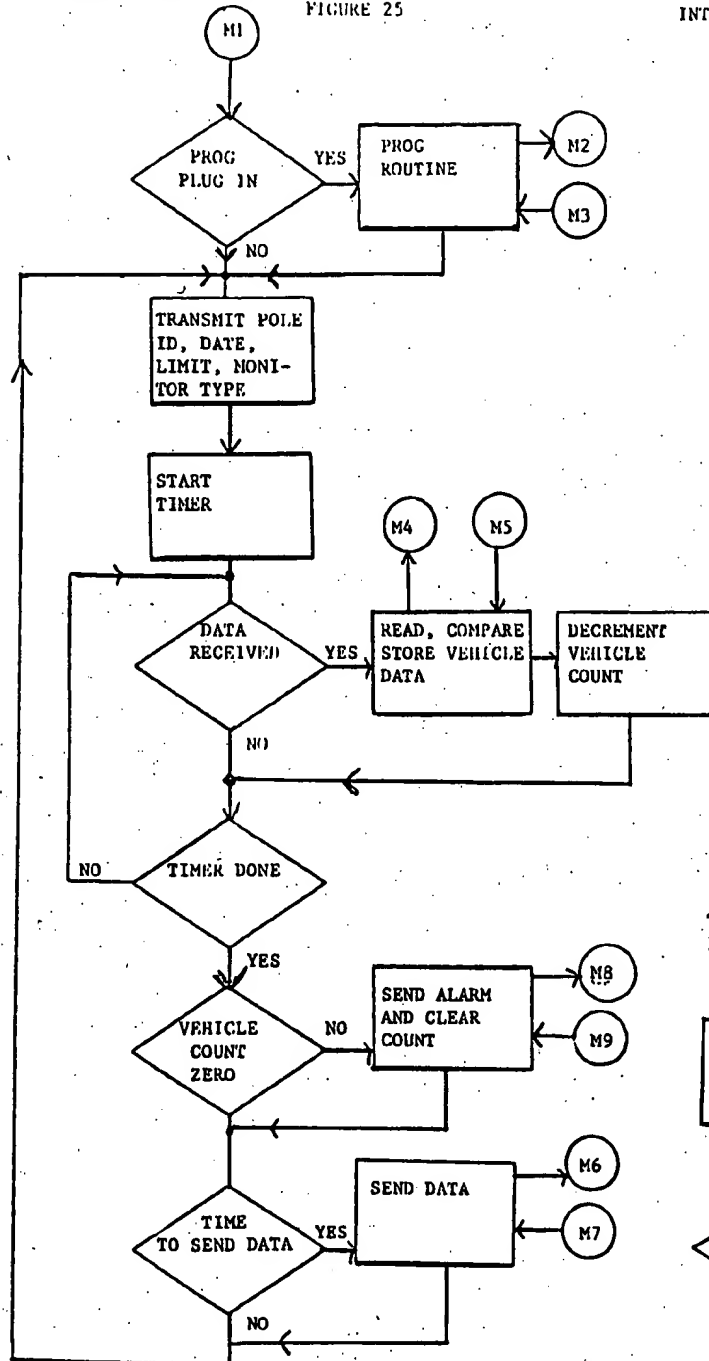 FIGURE 25
INT
M1
PROG
PLUG IN
YES
PROG
ROUTINE
M2
M3
NO
TRANSMIT POLE
ID, DATE,
LIMIT, MONI-
TOR TYPE
START
TIMER
M4
M5
DATA
RECEIVED
YES
READ, COMPARE
STORE VEHICLE
DATA
DECREMENT
VEHICLE
COUNT
NO
TIMER DONE
NO
YES
VEHICLE
COUNT
ZERO
NO
SEND ALARM
AND CLEAR
COUNT
M8
M9
TIME
TO SEND DATA
YES
SEND DATA
M6
M7
NO